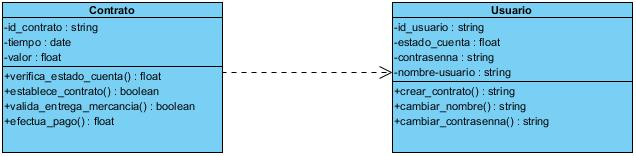 Contrato
-id_contrato : string
-tiempo : date
-valor : float
+verifica_estado_cuenta() : float
+establece_contrato() : boolean
+valida_entrega_mercancia() : boolean
+efectua_pago() : float
Usuario
-id_usuario : string
-estado_cuenta : float
-contrasenna : string
-nombre-usuario : string
+crear_contrato() : string
+cambiar_nombre() : string
+cambiar_contrasenna() : string